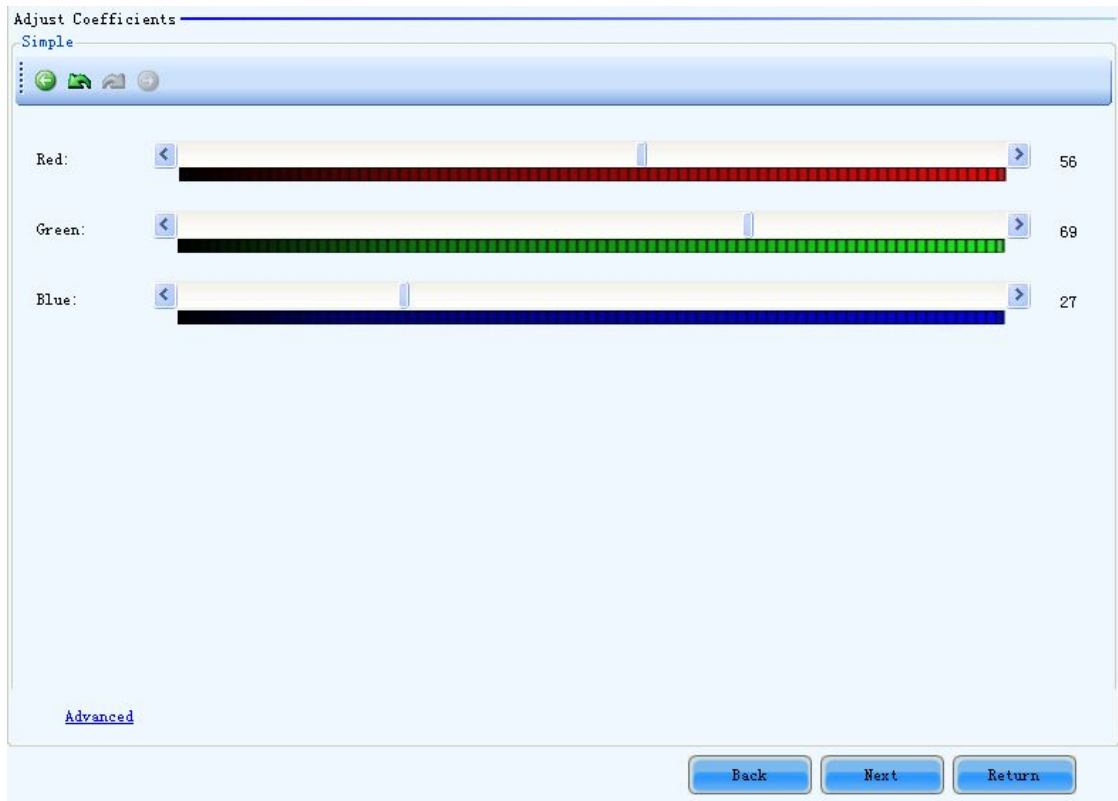 Adjust Coefficients
Simple
Red: 56
Green: 69
Blue: 27
Advanced
Back Next Return